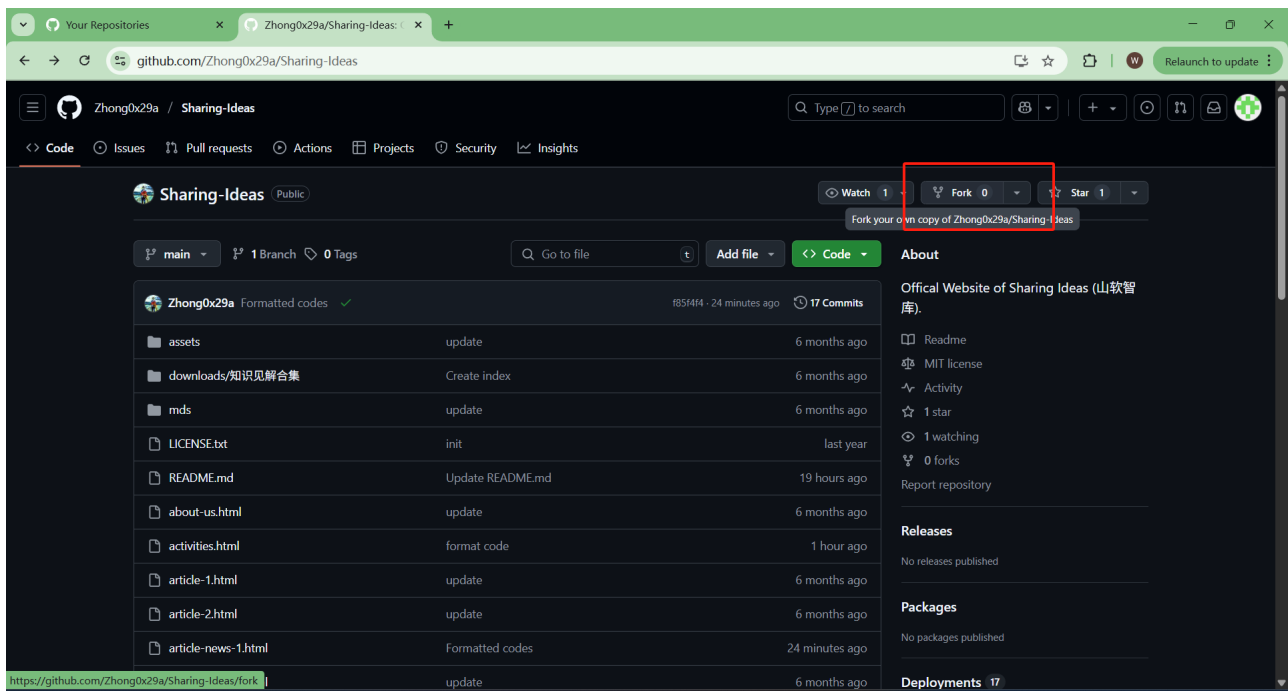 Your Repositories
Zhong0x29a/Sharing-Ideas:
github.com/Zhong0x29a/Sharing-Ideas
W
Relaunch to update
Zhong0x29a / Sharing-Ideas
Type / to search
Code Issues Pull requests Actions Projects Security Insights
Sharing-Ideas Public
Watch 1 Fork 0 Star 1
Fork your own copy of Zhong0x29a/Sharing-Ideas
main 1 Branch 0 Tags Go to file t Add file Code
Zhong0x29a Formatted codes f85f4f4 · 24 minutes ago 17 Commits
assets update 6 months ago
downloads/知识见解合集 Create index 6 months ago
mds update 6 months ago
LICENSE.txt init last year
README.md Update README.md 19 hours ago
about-us.html update 6 months ago
activities.html format code 1 hour ago
article-1.html update 6 months ago
article-2.html update 6 months ago
article-news-1.html Formatted codes 24 minutes ago
update 6 months ago
About
Offical Website of Sharing Ideas (山软智
库).
Readme
MIT license
Activity
1 star
1 watching
0 forks
Report repository
Releases
No releases published
Packages
No packages published
Deployments 17
https://github.com/Zhong0x29a/Sharing-Ideas/fork